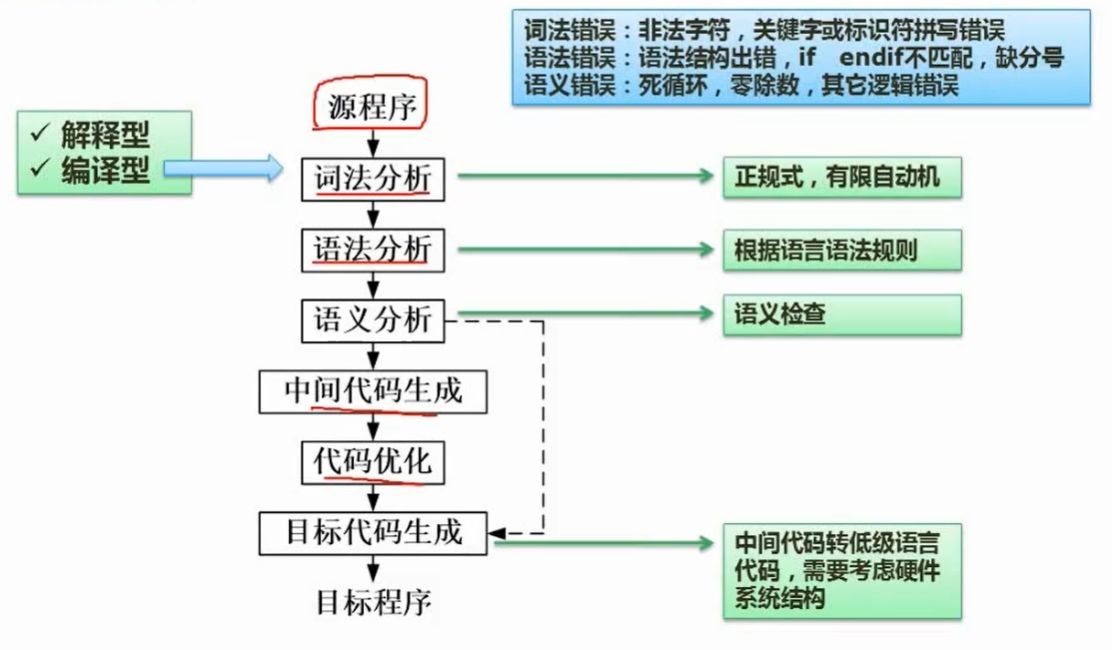 词法错误：非法字符，关键字或标识符拼写错误
语法错误：语法结构出错，if endif不匹配，缺分号
语义错误：死循环，零除数，其它逻辑错误
✓ 解释型
✓ 编译型
源程序
词法分析
正规式，有限自动机
语法分析
根据语言语法规则
语义分析
语义检查
中间代码生成
代码优化
目标代码生成
中间代码转低级语言
代码，需要考虑硬件
系统结构
目标程序